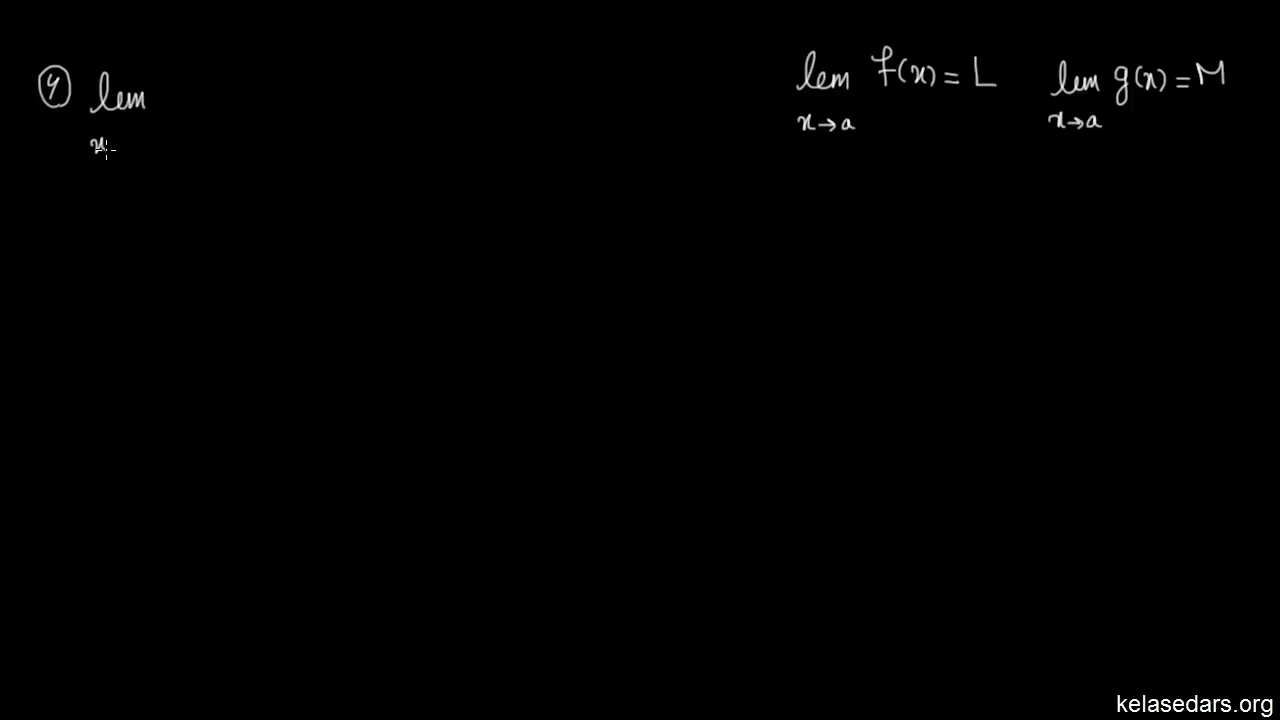 ④ lim
x
lim f(x) = L lim g(x) = M
x→a x→a
kelasedars.org